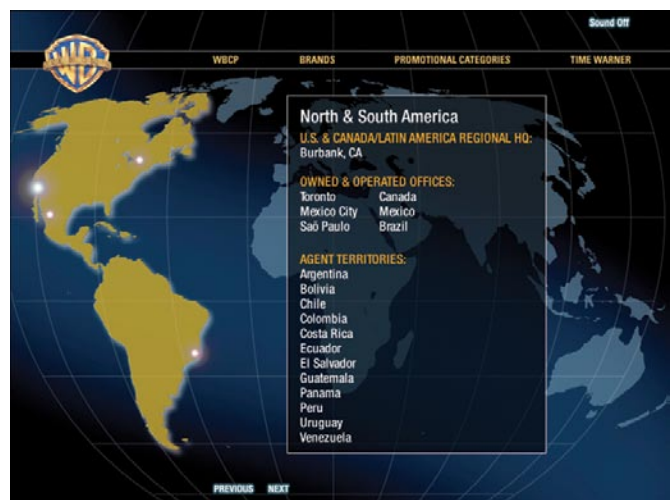 Sound Off
WB
WBCP BRANDS PROMOTIONAL CATEGORIES TIME WARNER
North & South America
U.S. & CANADA/LATIN AMERICA REGIONAL HQ:
Burbank, CA
OWNED & OPERATED OFFICES:
Toronto Canada
Mexico City Mexico
Saõ Paulo Brazil
AGENT TERRITORIES:
Argentina
Bolivia
Chile
Colombia
Costa Rica
Ecuador
El Salvador
Guatemala
Panama
Peru
Uruguay
Venezuela
PREVIOUS NEXT